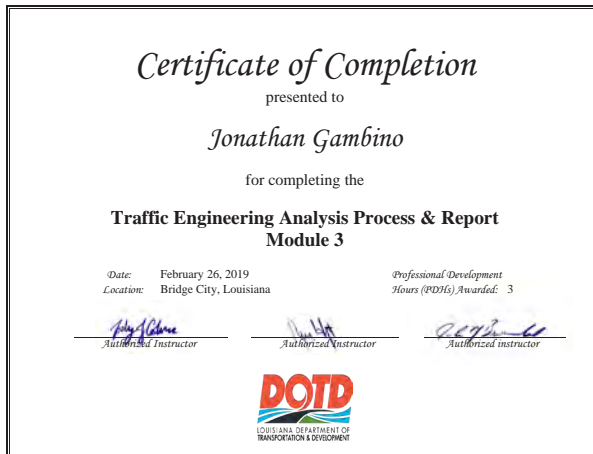 Certificate of Completion
presented to
Jonathan Gambino
for completing the
Traffic Engineering Analysis Process & Report
Module 3
Date: February 26, 2019
Location: Bridge City, Louisiana
Professional Development
Hours (PDHs) Awarded: 3
Authorized Instructor
Authorized Instructor
Authorized instructor
DOTD
LOUISIANA DEPARTMENT OF
TRANSPORTATION & DEVELOPMENT